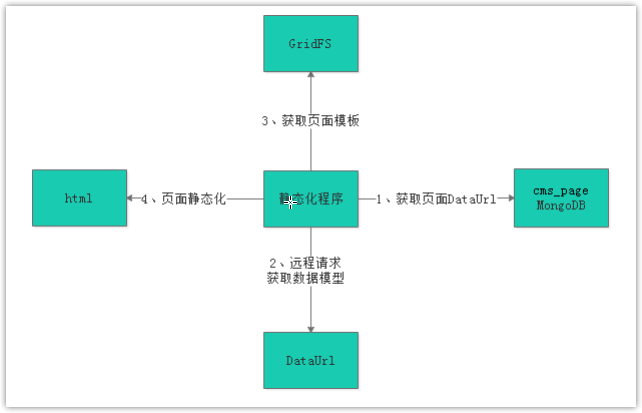 GridFS
3、获取页面模板
html
4、页面静态化
静态化程序
1、获取页面DataUrl
cms_page
MongoDB
2、远程请求
获取数据模型
DataUrl